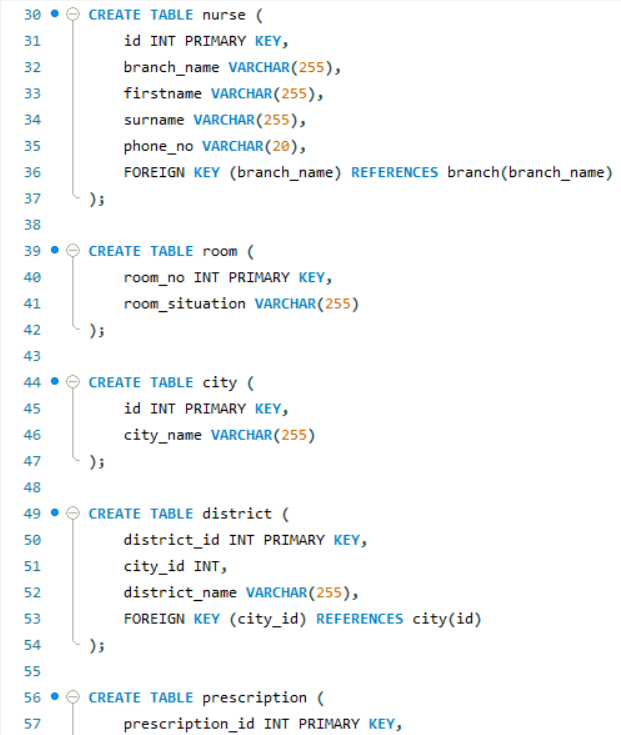 30 CREATE TABLE nurse (
31 id INT PRIMARY KEY,
32 branch_name VARCHAR(255),
33 firstname VARCHAR(255),
34 surname VARCHAR(255),
35 phone_no VARCHAR(20),
36 FOREIGN KEY (branch_name) REFERENCES branch(branch_name)
37 );
38
39 CREATE TABLE room (
40 room_no INT PRIMARY KEY,
41 room_situation VARCHAR(255)
42 );
43
44 CREATE TABLE city (
45 id INT PRIMARY KEY,
46 city_name VARCHAR(255)
47 );
48
49 CREATE TABLE district (
50 district_id INT PRIMARY KEY,
51 city_id INT,
52 district_name VARCHAR(255),
53 FOREIGN KEY (city_id) REFERENCES city(id)
54 );
55
56 CREATE TABLE prescription (
57 prescription_id INT PRIMARY KEY,